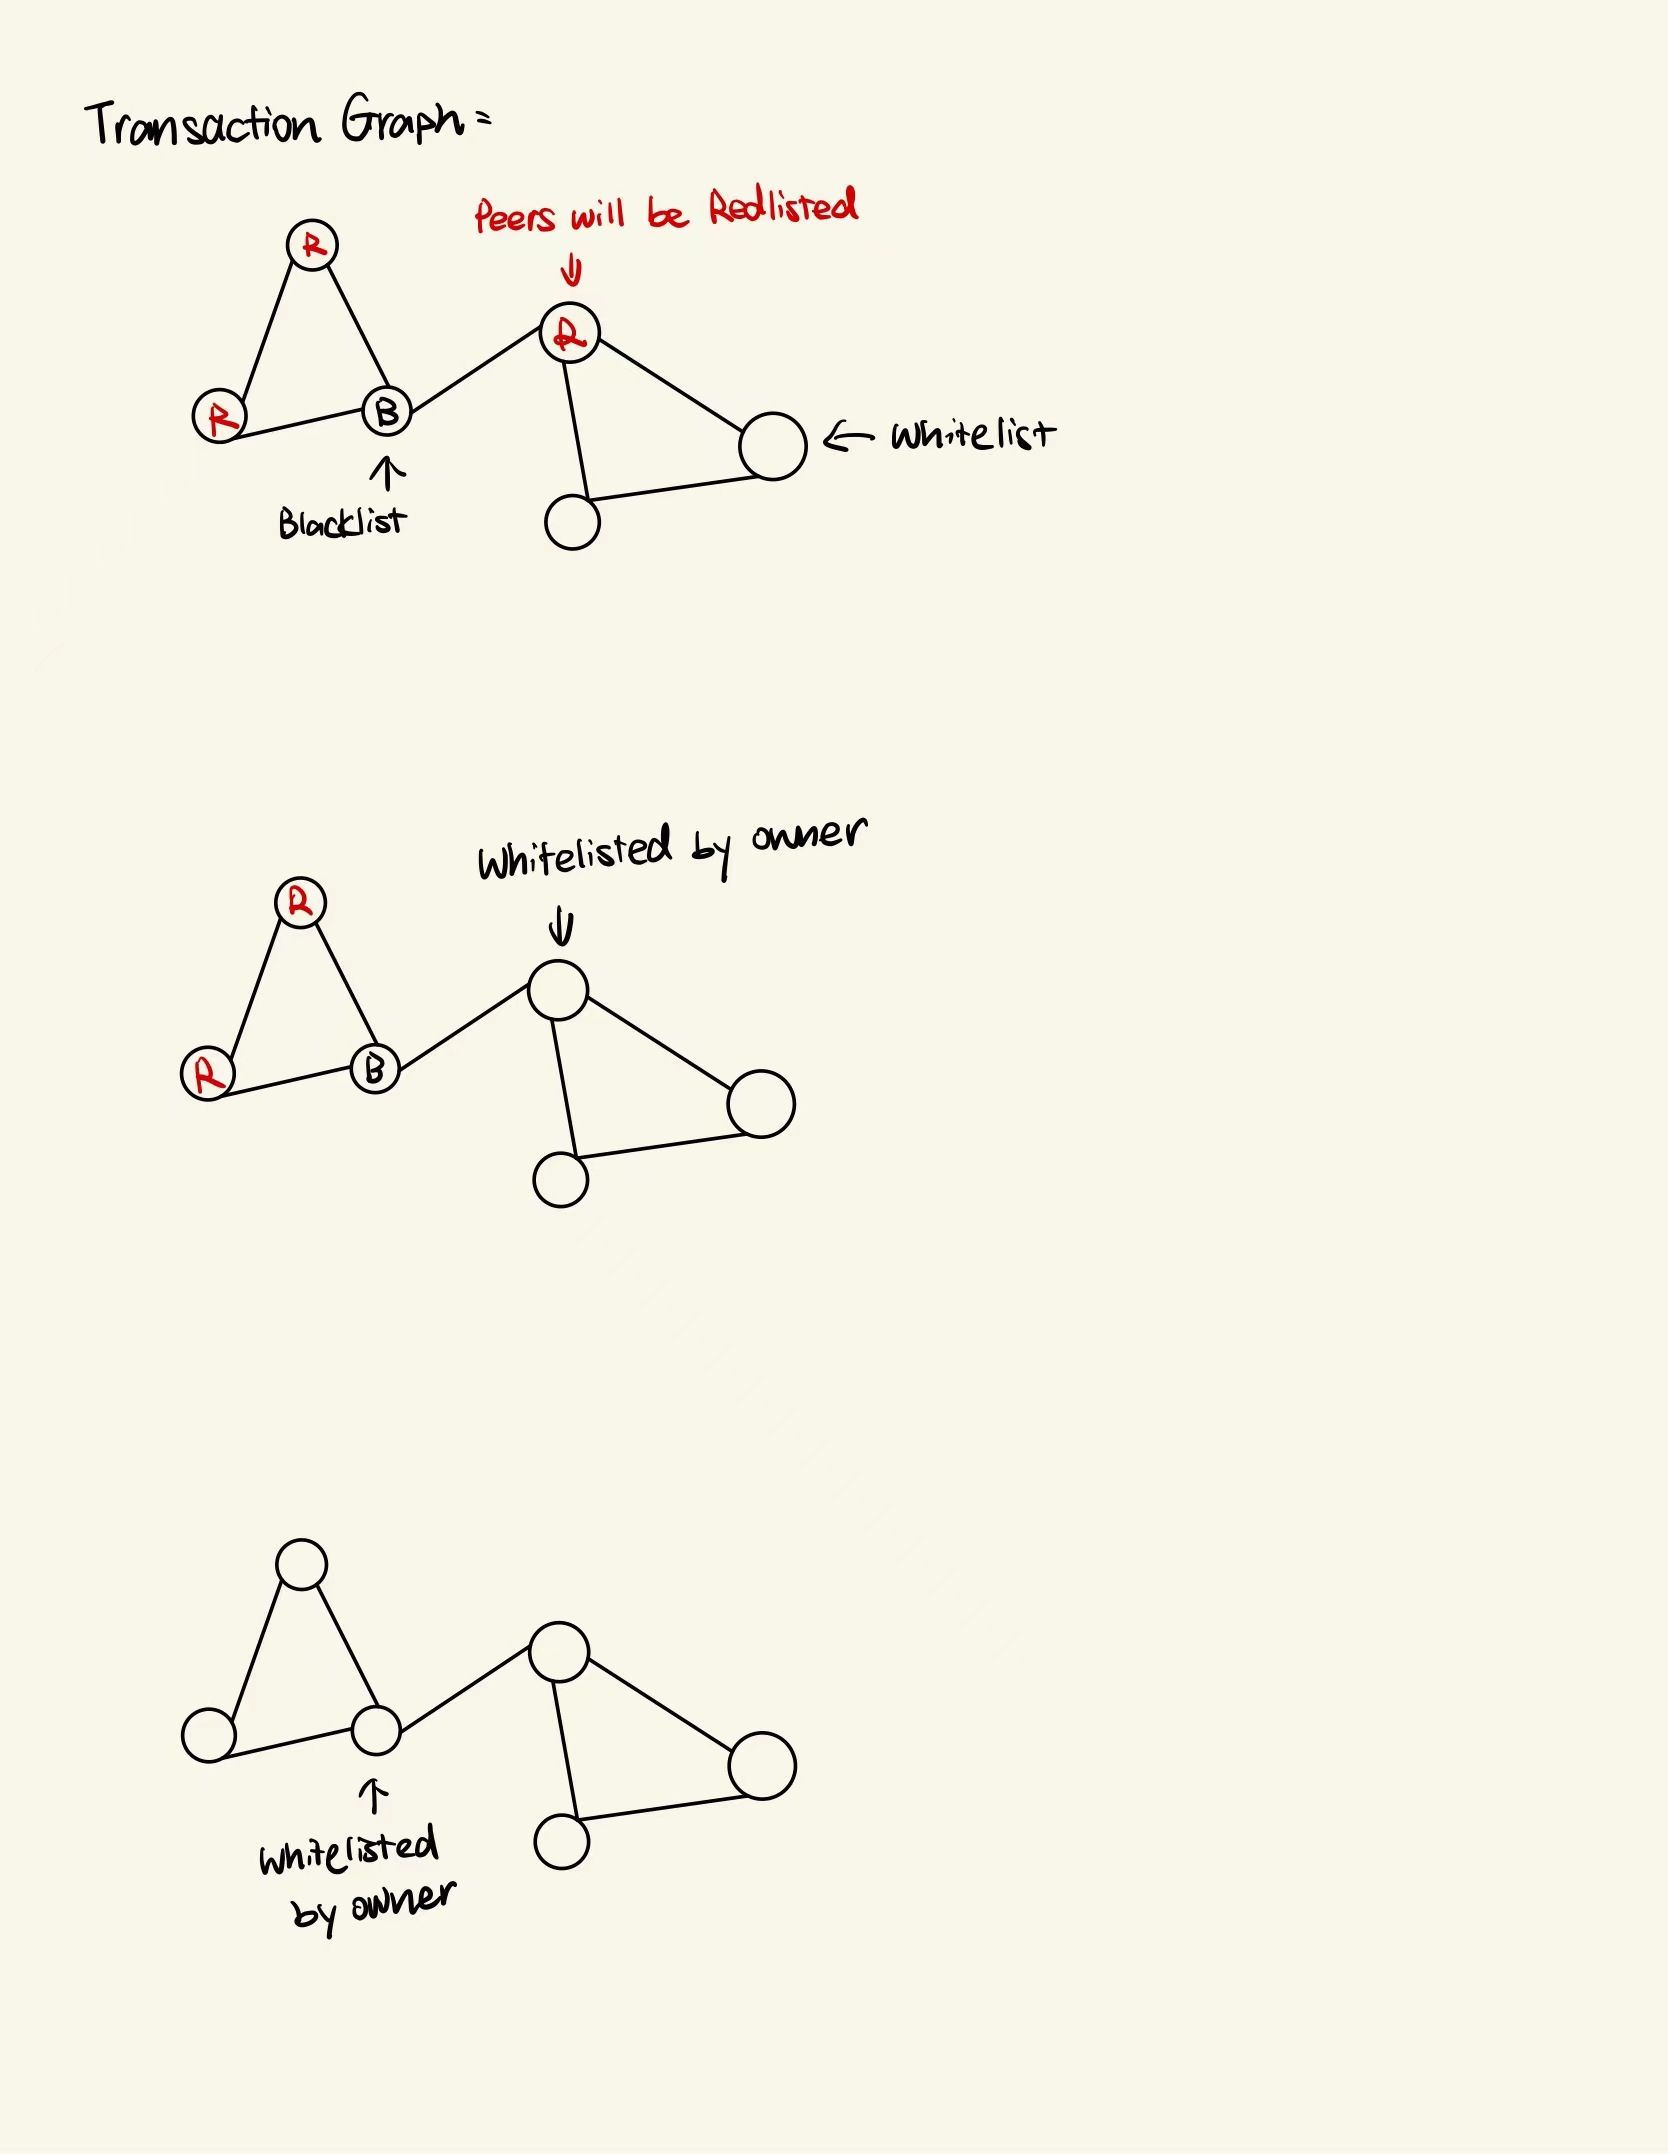 Transaction Graph =
Peers will be Redlisted
R
R
R
B
Whitelist
Blacklist
Whitelisted by owner
R
R
B
Whitelisted
by owner